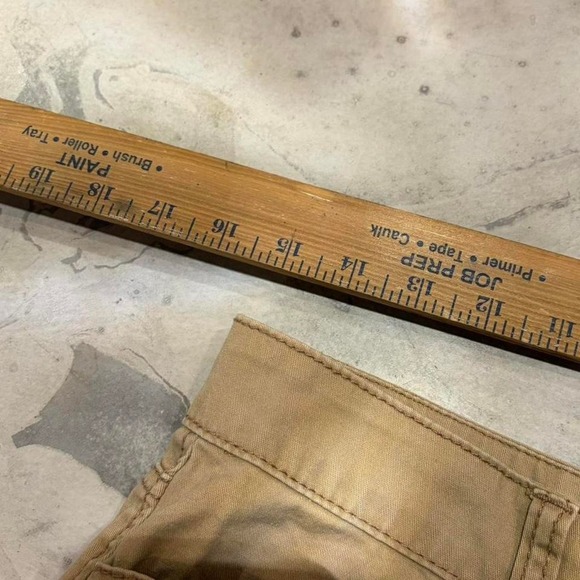 JOB PREP
• Primer • Tape • Caulk
PAINT
• Brush • Roller • Tray
11 12 13 14 15 16 17 18 19